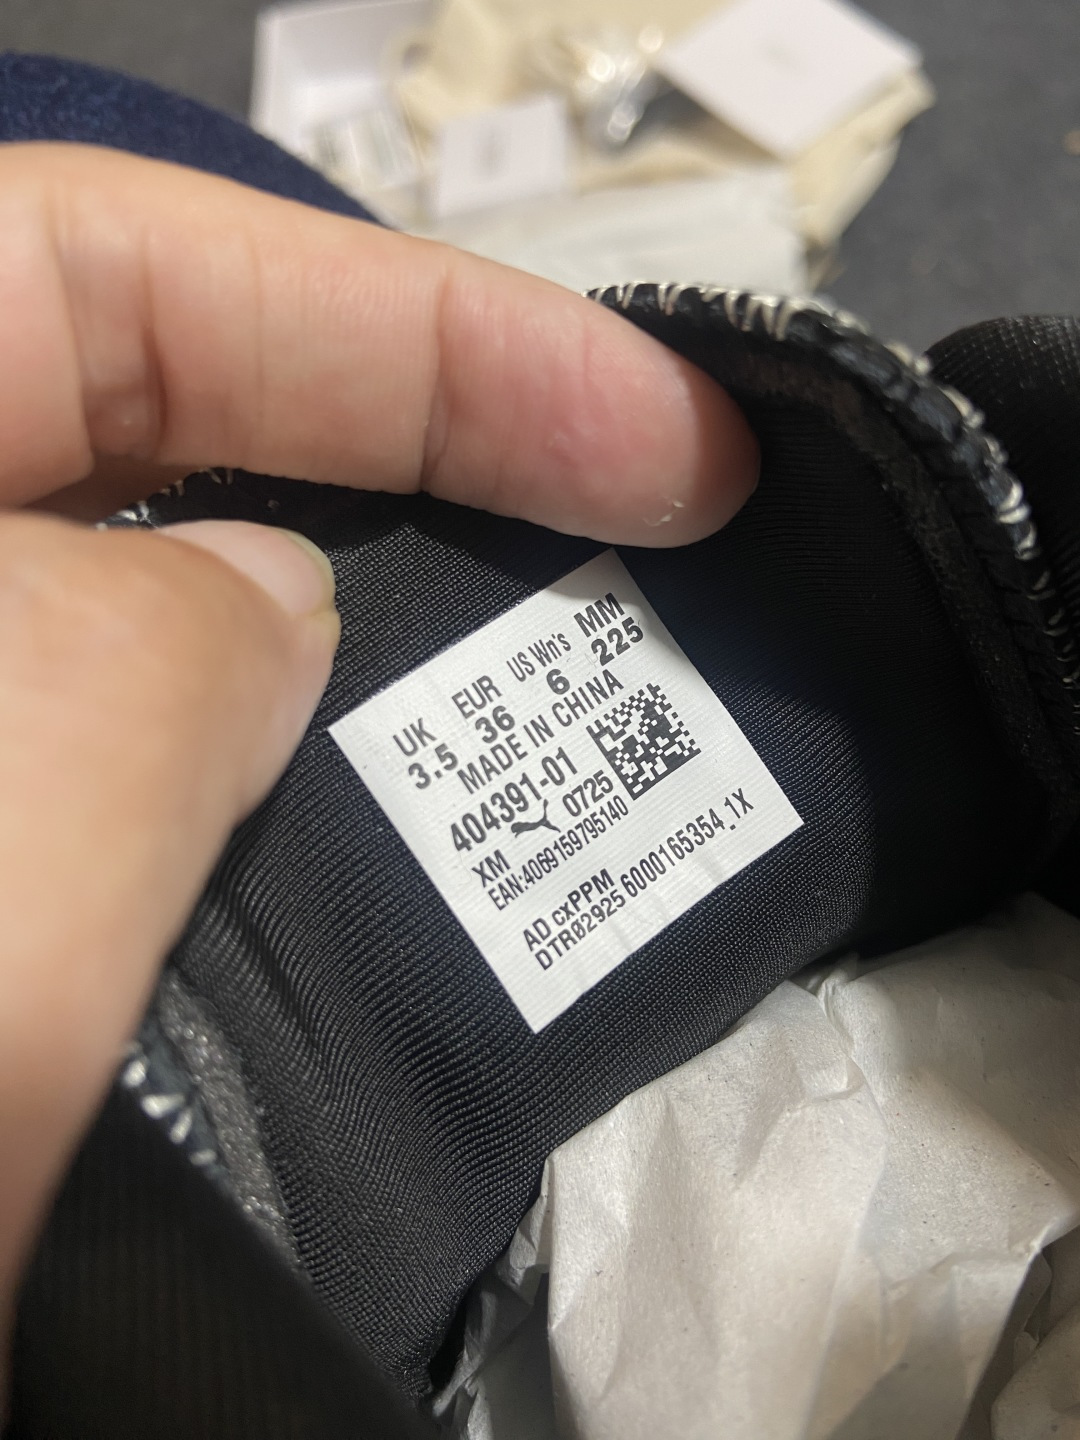 UK EUR US Wn's MM
3.5 36 6 225
MADE IN CHINA
404391-01
XM 0725
EAN:4069159795140
AD cxPPM
DTRØ2925 6000165354_1X